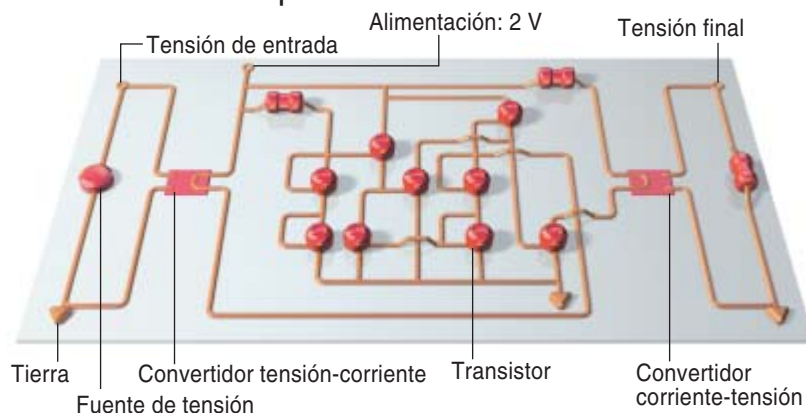 Alimentación: 2 V
Tensión de entrada
Tensión final
Tierra
Convertidor tensión-corriente
Transistor
Convertidor
corriente-tensión
Fuente de tensión